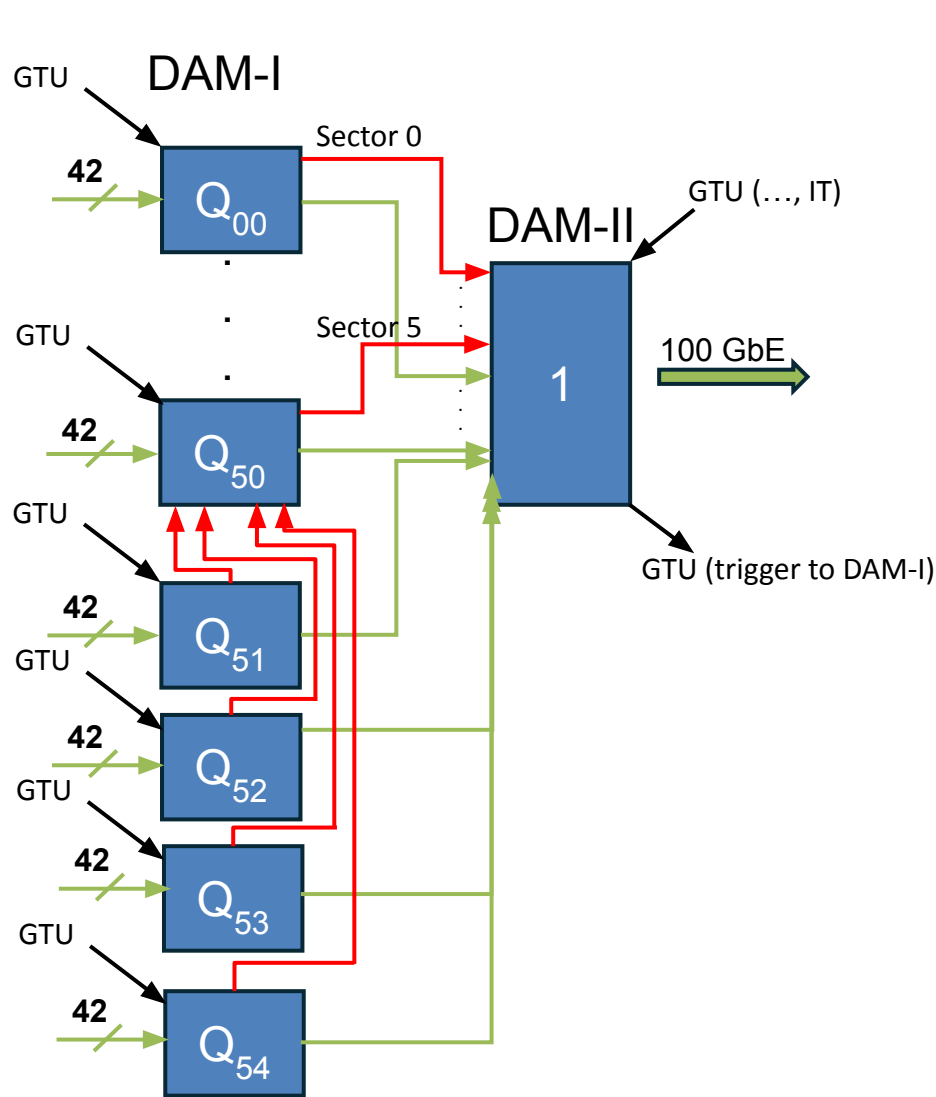 DAM-I
GTU
Sector 0
42
Q00
GTU (…, IT)
DAM-II
GTU
Sector 5
100 GbE
1
42
Q50
GTU
GTU (trigger to DAM-I)
42
Q51
GTU
42
Q52
GTU
42
Q53
GTU
42
Q54